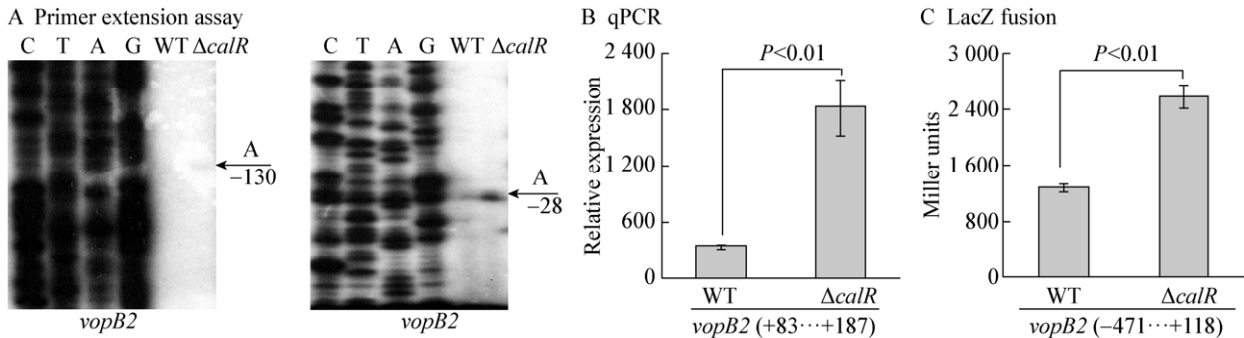 A Primer extension assay
C T A G WT ΔcalR
A
−130
vopB2
C T A G WT ΔcalR
A
−28
vopB2
B qPCR
Relative expression
2 400
1 800
1 200
600
0
P<0.01
WT ΔcalR
vopB2 (+83···+187)
C LacZ fusion
Miller units
3 000
2 400
1 600
800
0
P<0.01
WT ΔcalR
vopB2 (−471···+118)